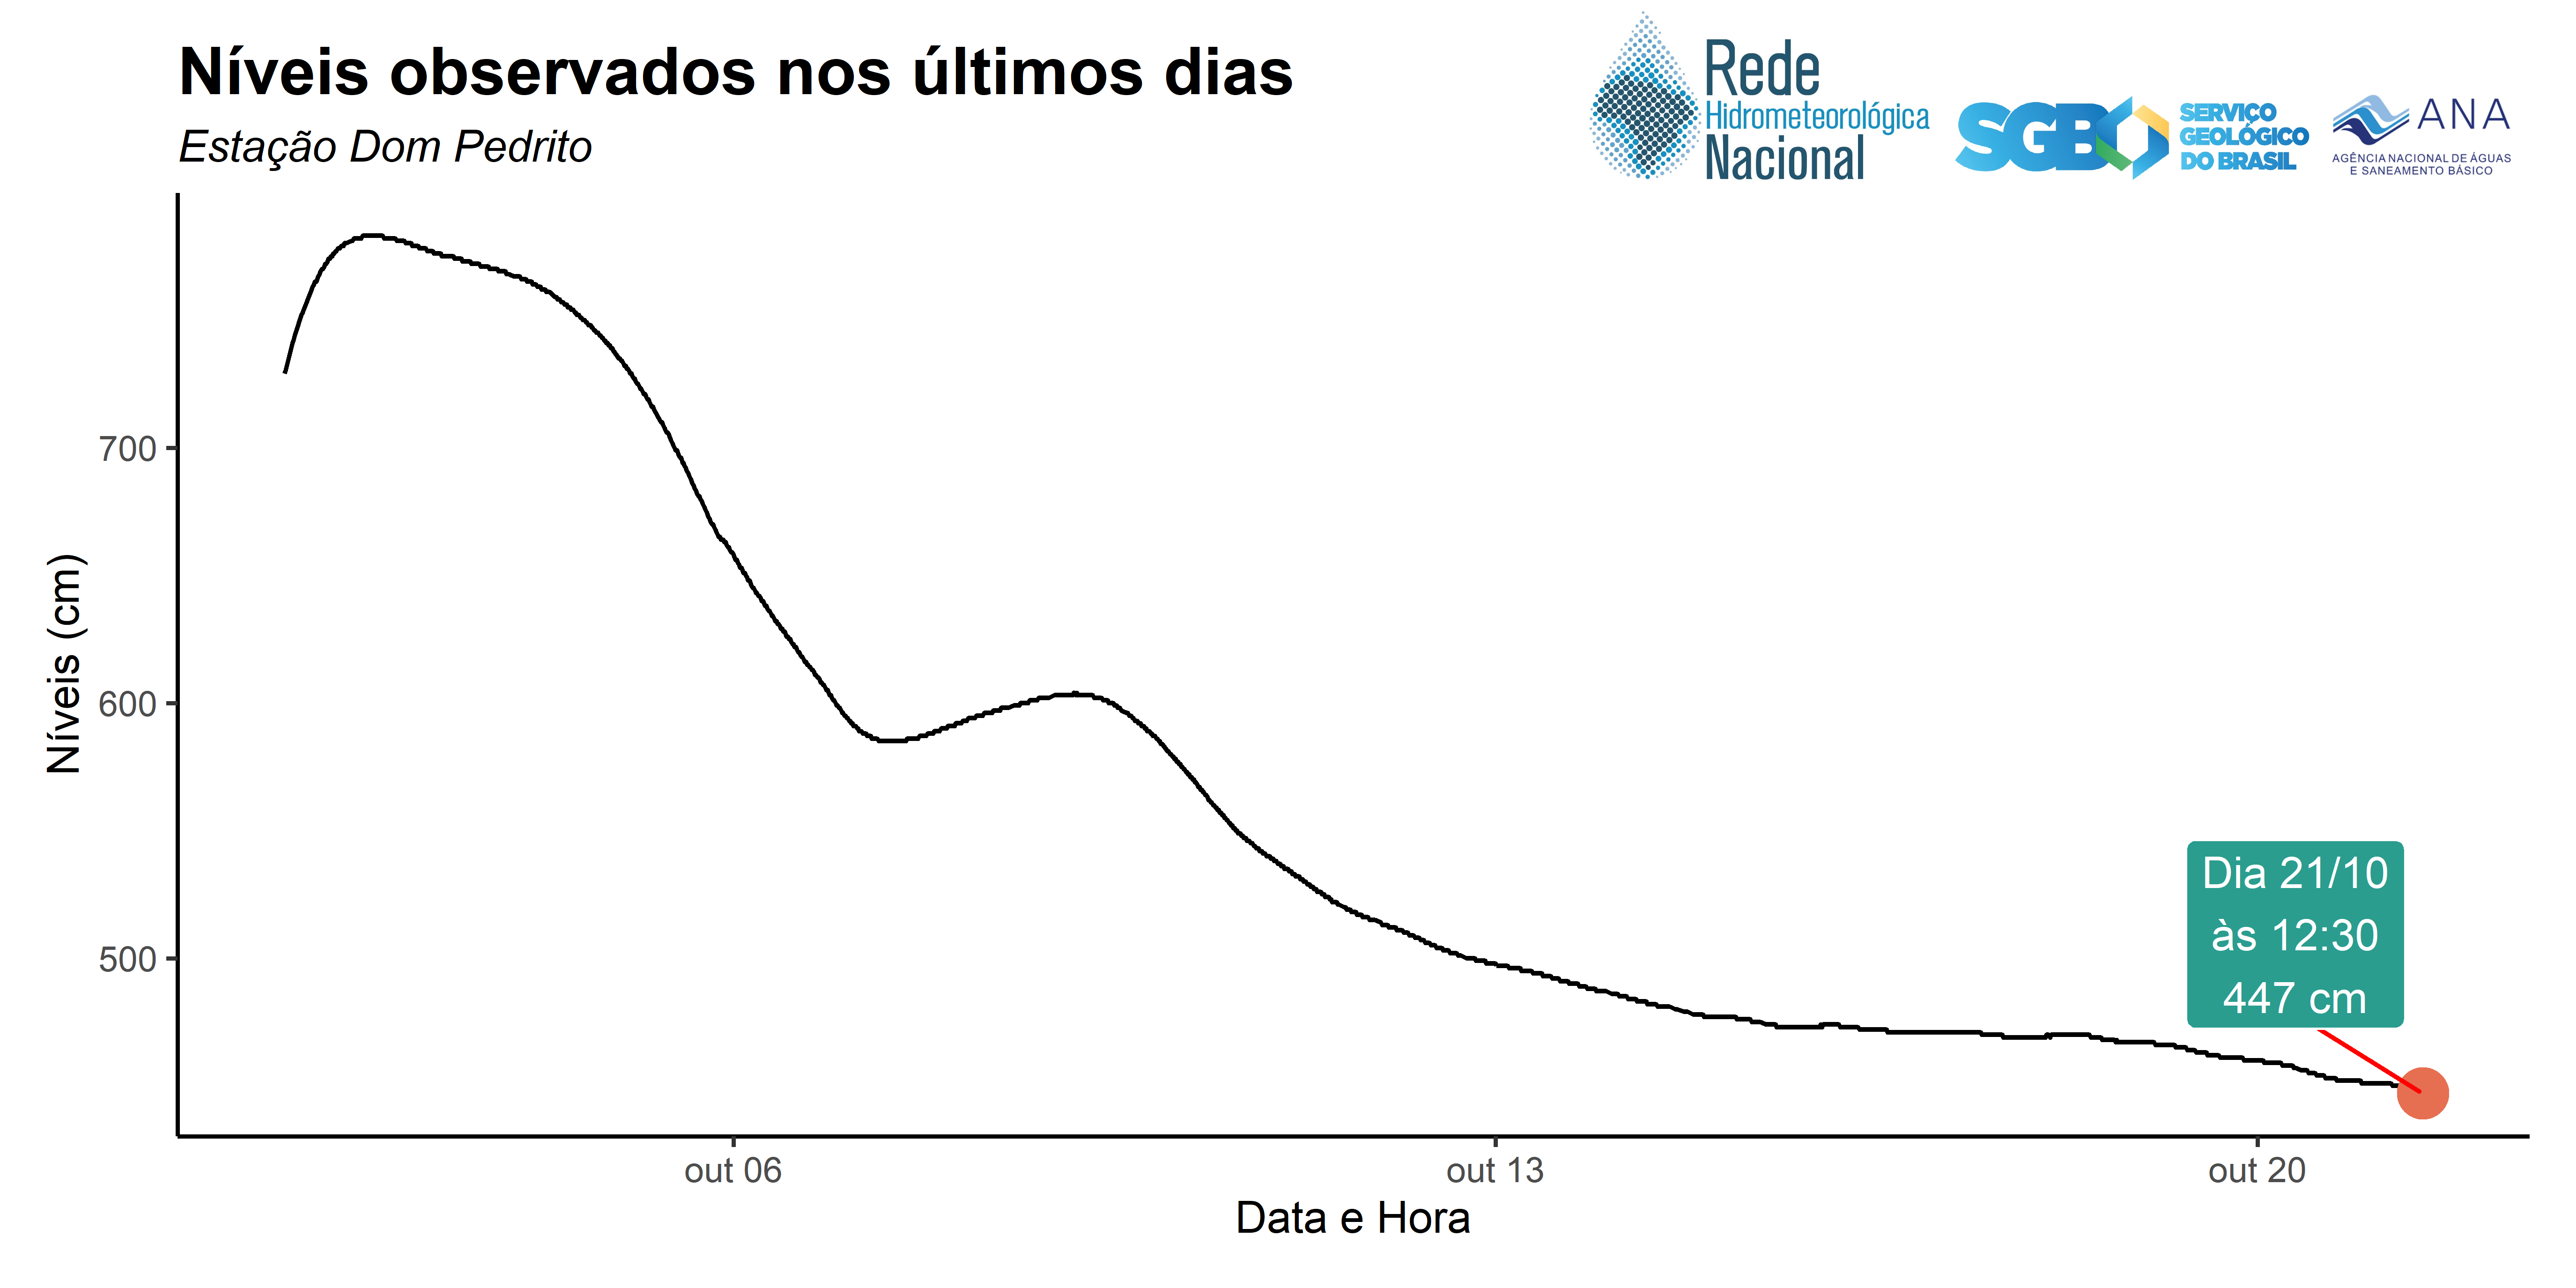 Níveis observados nos últimos dias
Estação Dom Pedrito
Rede
Hidrometeorológica
Nacional
SGB
SERVIÇO
GEOLÓGICO
DO BRASIL
ANA
AGÊNCIA NACIONAL DE ÁGUAS
E SANEAMENTO BÁSICO
Níveis (cm)
700
600
500
Dia 21/10
às 12:30
447 cm
out 06
out 13
out 20
Data e Hora